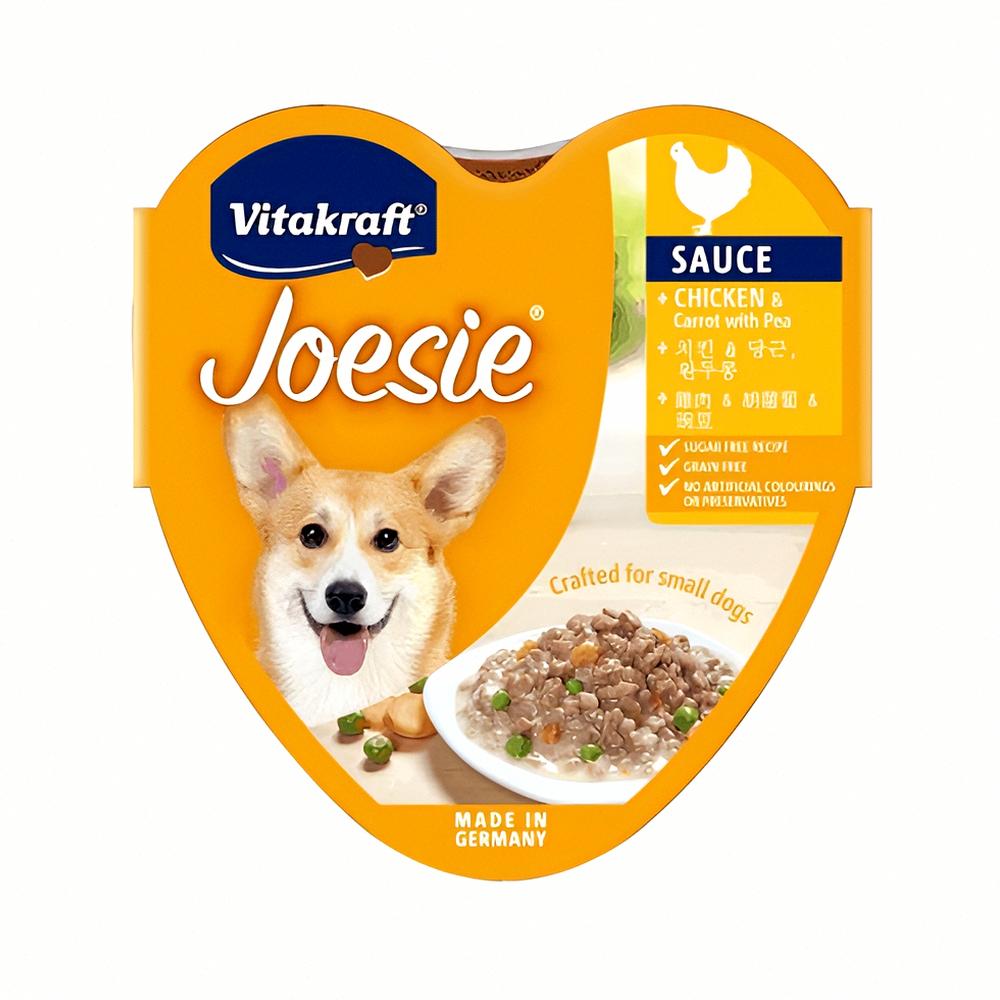 Vitakraft®
Joesie®
SAUCE
+ CHICKEN &
Carrot with Pea
+ 치킨 & 당근,
완두콩
✓ SUGAR FREE RECIPE
✓ GRAIN FREE
✓ NO ARTIFICIAL COLOURINGS
OR PRESERVATIVES
Crafted for small dogs
MADE IN
GERMANY